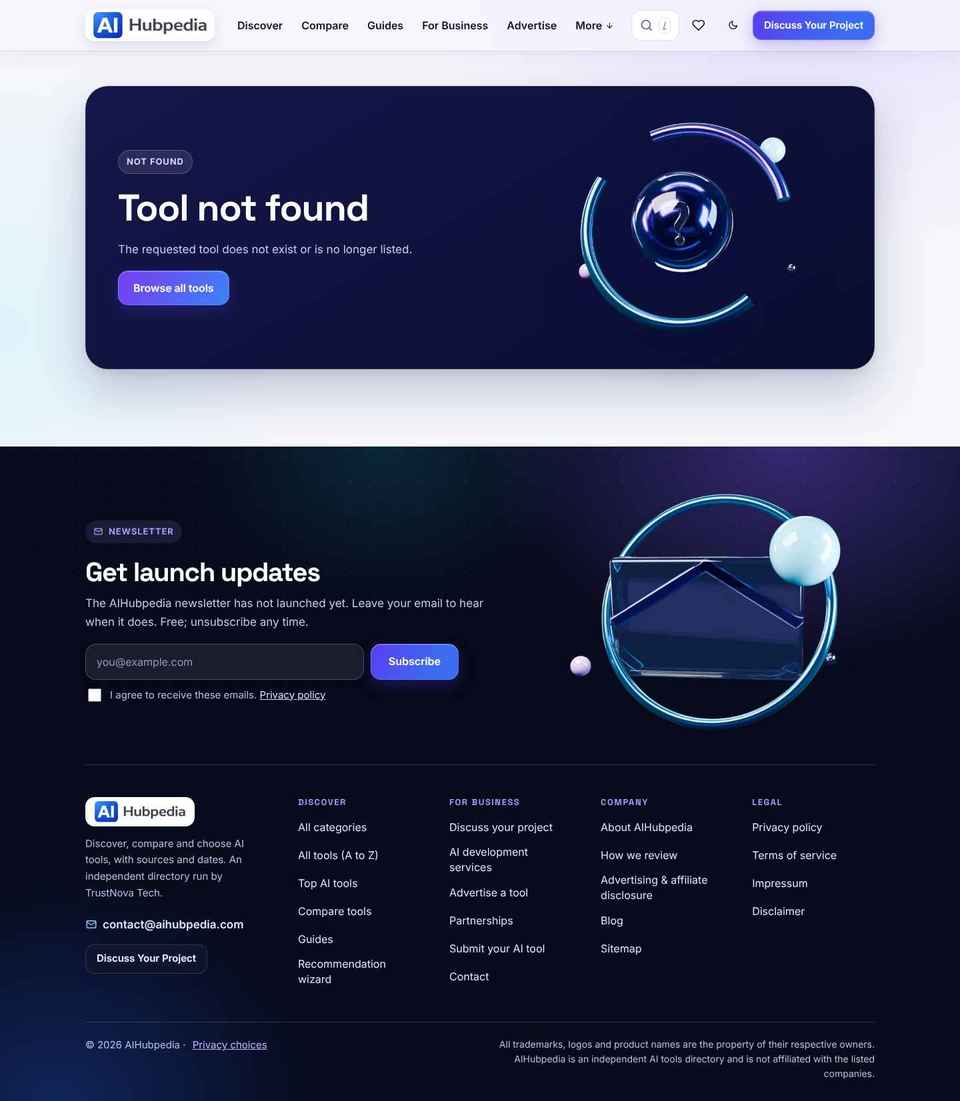 AI Hubpedia
Discover
Compare
Guides
For Business
Advertise
More ↓
/
Discuss Your Project
NOT FOUND
Tool not found
The requested tool does not exist or is no longer listed.
Browse all tools
?
NEWSLETTER
Get launch updates
The AIHubpedia newsletter has not launched yet. Leave your email to hear
when it does. Free; unsubscribe any time.
you@example.com
Subscribe
I agree to receive these emails. Privacy policy
AI Hubpedia
Discover, compare and choose AI
tools, with sources and dates. An
independent directory run by
TrustNova Tech.
contact@aihubpedia.com
Discuss Your Project
DISCOVER
All categories
All tools (A to Z)
Top AI tools
Compare tools
Guides
Recommendation
wizard
FOR BUSINESS
Discuss your project
AI development
services
Advertise a tool
Partnerships
Submit your AI tool
Contact
COMPANY
About AIHubpedia
How we review
Advertising & affiliate
disclosure
Blog
Sitemap
LEGAL
Privacy policy
Terms of service
Impressum
Disclaimer
© 2026 AIHubpedia · Privacy choices
All trademarks, logos and product names are the property of their respective owners.
AIHubpedia is an independent AI tools directory and is not affiliated with the listed
companies.